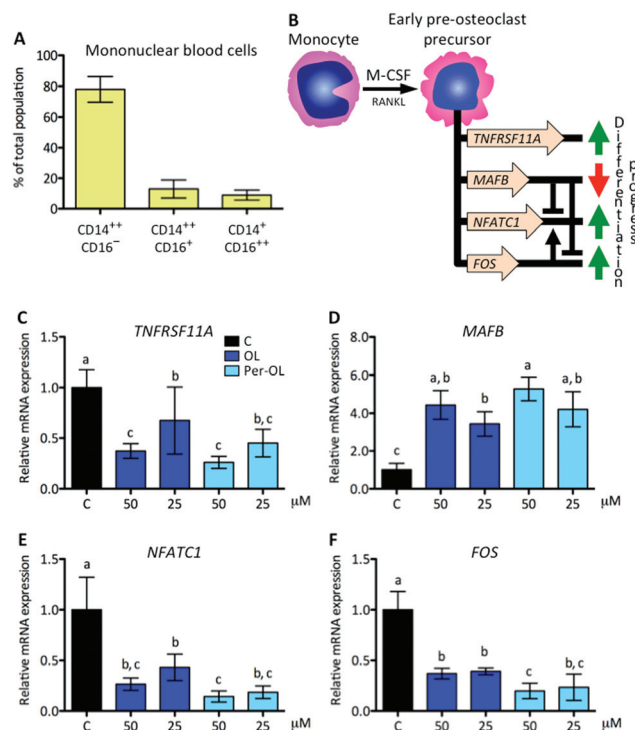 A
Mononuclear blood cells
% of total population
100
80
60
40
20
0
CD14++ CD16−
CD14++ CD16+
CD14+ CD16++
B
Monocyte
M-CSF
RANKL
Early pre-osteoclast
precursor
TNFRSF11A
MAFB
NFATC1
FOS
Differentiation
progress
C
TNFRSF11A
Relative mRNA expression
1.5
1.0
0.5
0.0
a
c
b
c
b, c
C
OL
Per-OL
C 50 25 50 25 μM
D
MAFB
Relative mRNA expression
8.0
6.0
4.0
2.0
0.0
c
a, b
b
a
a, b
C 50 25 50 25 μM
E
NFATC1
Relative mRNA expression
1.5
1.0
0.5
0.0
a
b, c
b
c
b, c
C 50 25 50 25 μM
F
FOS
Relative mRNA expression
1.5
1.0
0.5
0.0
a
b
b
c
b, c
C 50 25 50 25 μM